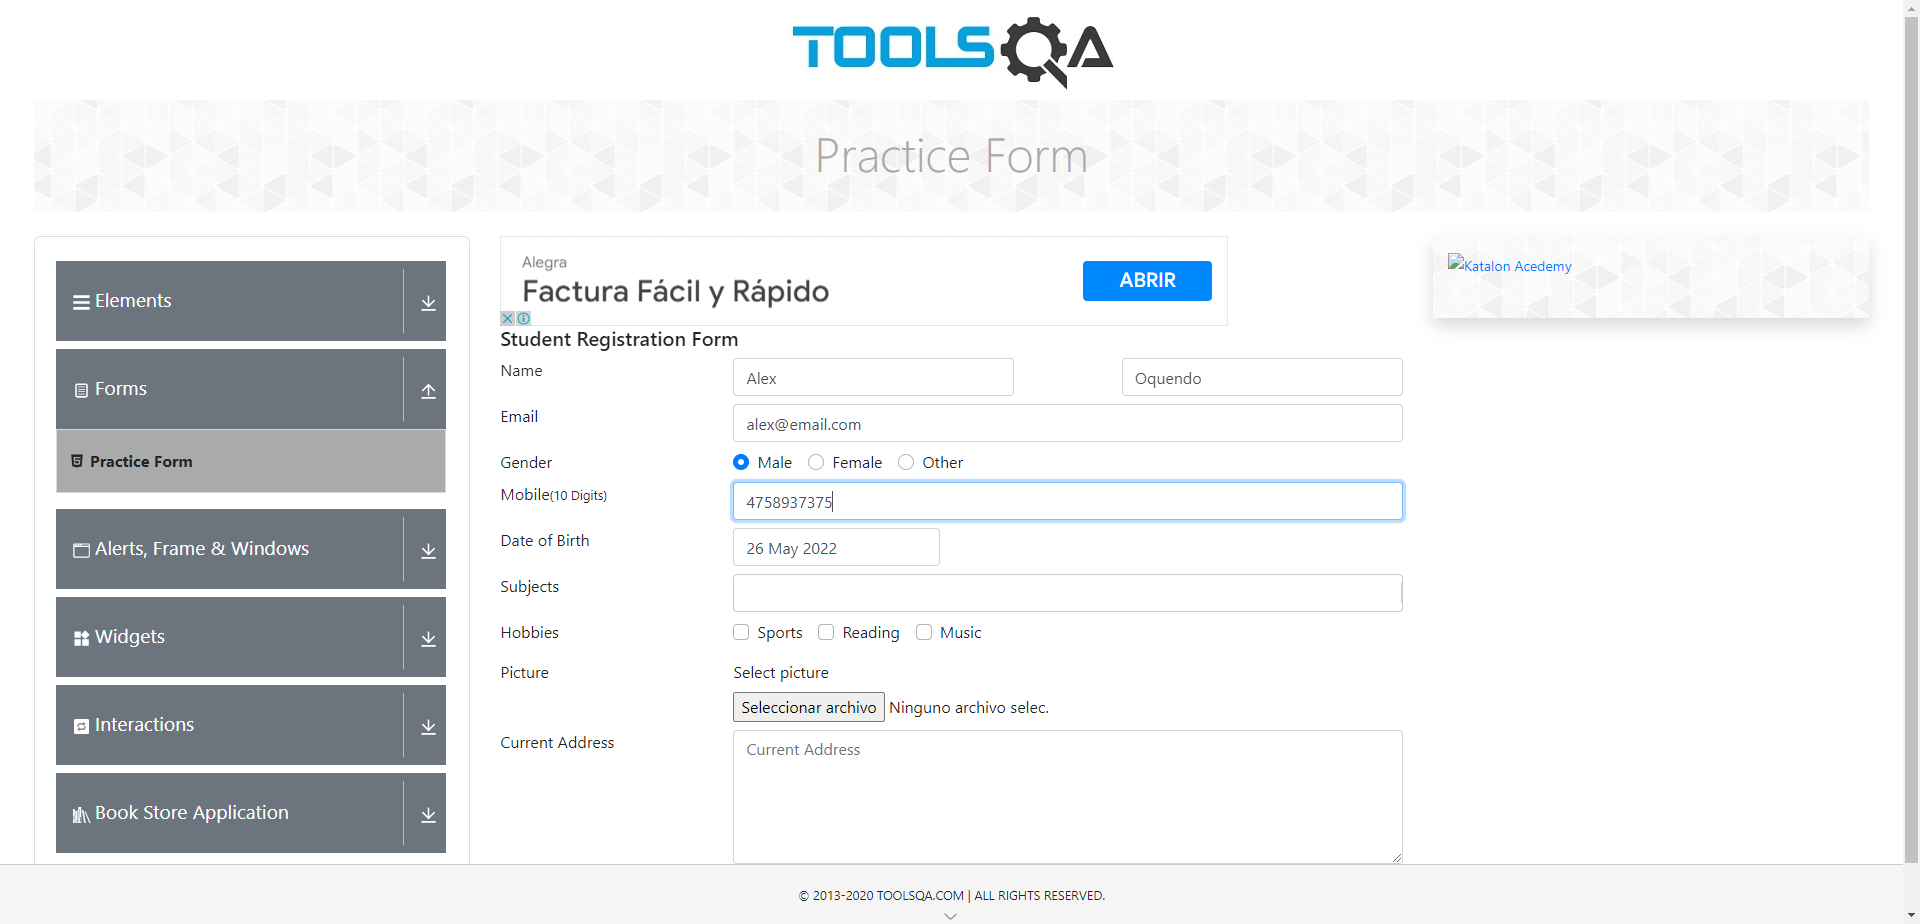 TOOLSQA
Practice Form
Elements
Forms
Practice Form
Alerts, Frame & Windows
Widgets
Interactions
Book Store Application
Alegra
Factura Fácil y Rápido
ABRIR
Student Registration Form
Name Alex Oquendo
Email alex@email.com
Gender Male Female Other
Mobile(10 Digits) 4758937375
Date of Birth 26 May 2022
Subjects
Hobbies Sports Reading Music
Picture Select picture
Seleccionar archivo Ninguno archivo selec.
Current Address Current Address
Katalon Acedemy
© 2013-2020 TOOLSQA.COM | ALL RIGHTS RESERVED.